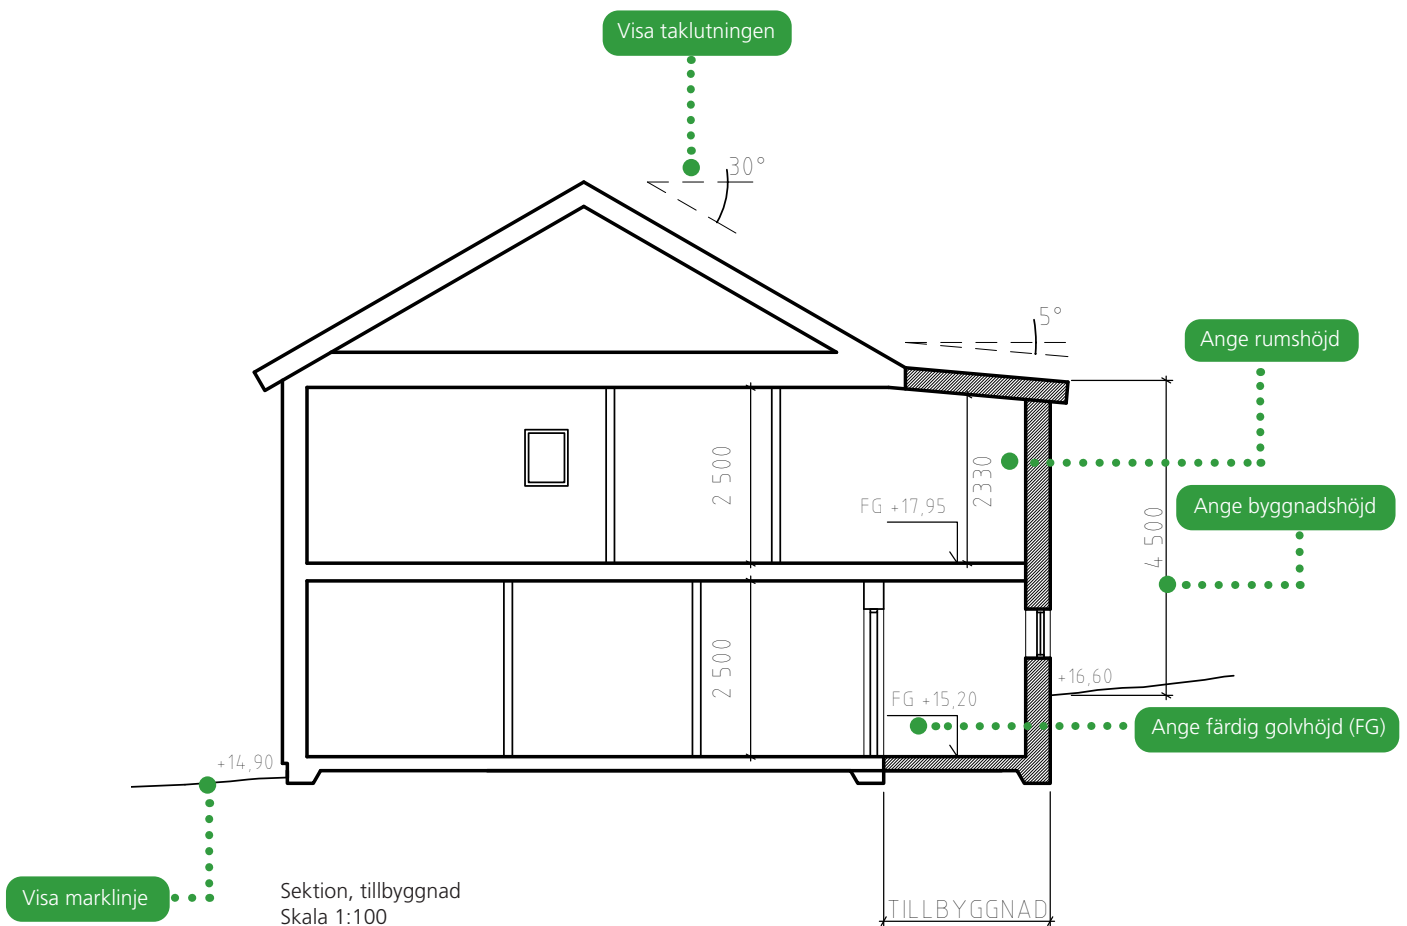 Visa taklutningen
30°
5°
Ange rumshöjd
2 500
2330
FG +17,95
Ange byggnadshöjd
4 500
2 500
+16,60
FG +15,20
Ange färdig golvhöjd (FG)
+14,90
Visa marklinje
Sektion, tillbyggnad
Skala 1:100
TILLBYGGNAD